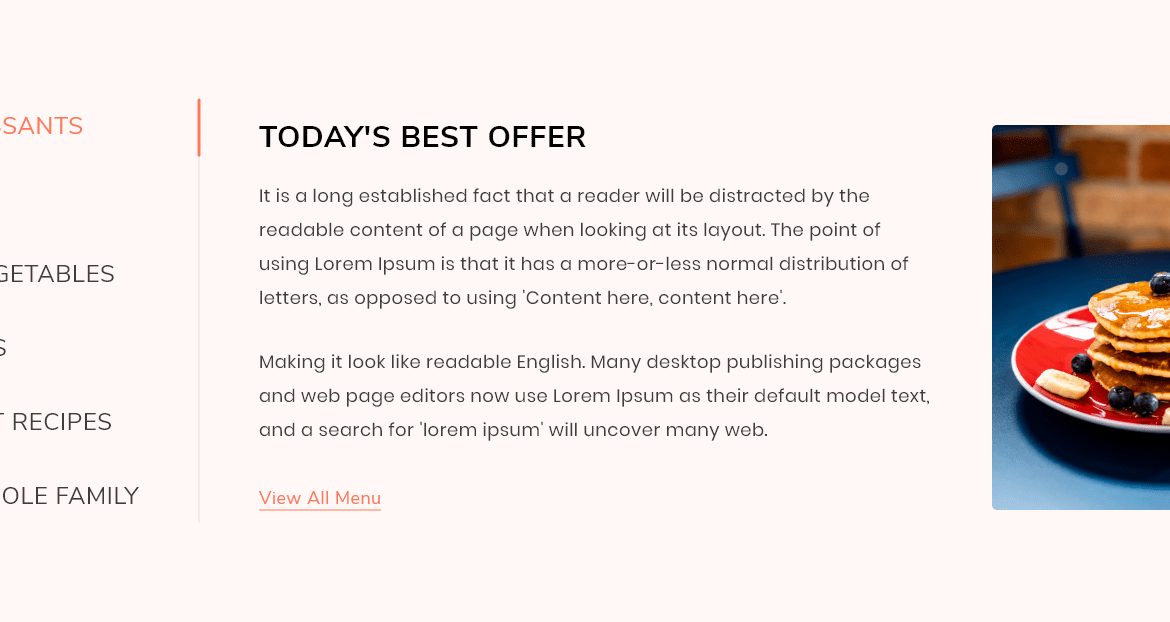 TODAY'S BEST OFFER
It is a long established fact that a reader will be distracted by the
readable content of a page when looking at its layout. The point of
using Lorem Ipsum is that it has a more-or-less normal distribution of
letters, as opposed to using 'Content here, content here'.
Making it look like readable English. Many desktop publishing packages
and web page editors now use Lorem Ipsum as their default model text,
and a search for 'lorem ipsum' will uncover many web.
View All Menu
RECIPES
FAMILY